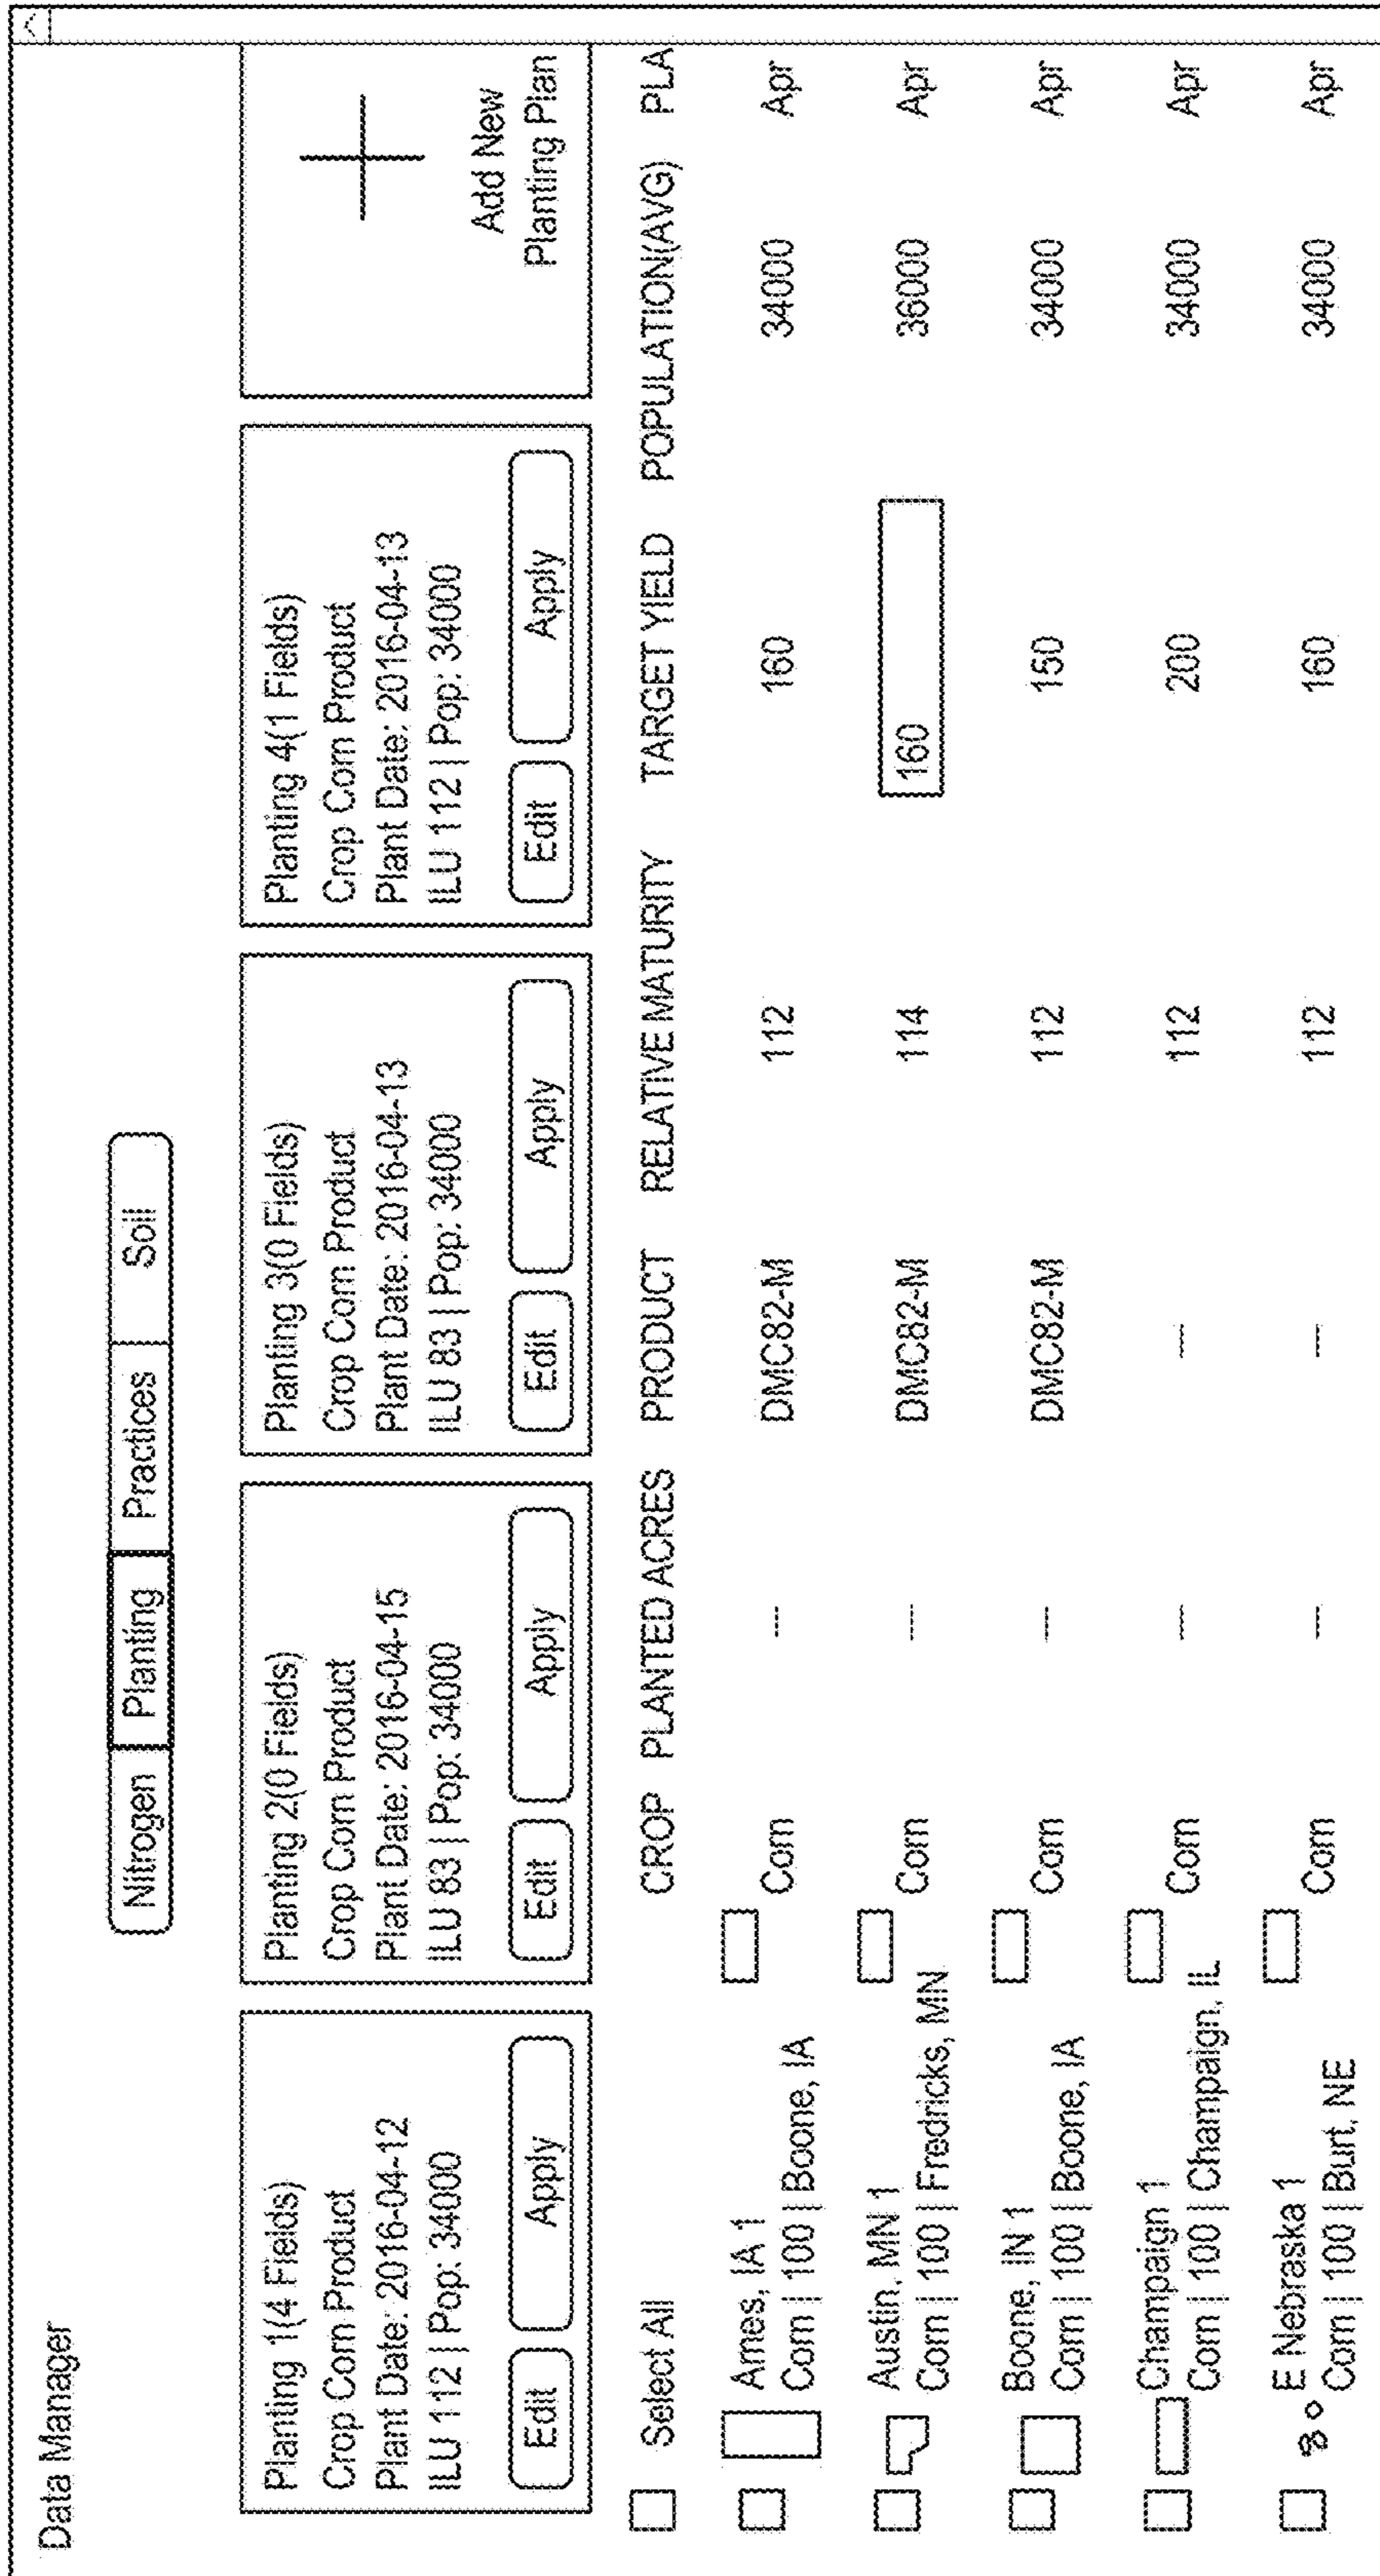 Data Manager
Nitrogen Planting Practices Soil
Planting 1(4 Fields)
Crop Corn Product
Plant Date: 2016-04-12
ILU 112 | Pop: 34000
Edit Apply
Planting 2(0 Fields)
Crop Corn Product
Plant Date: 2016-04-15
ILU 83 | Pop: 34000
Edit Apply
Planting 3(0 Fields)
Crop Corn Product
Plant Date: 2016-04-13
ILU 83 | Pop: 34000
Edit Apply
Planting 4(1 Fields)
Crop Corn Product
Plant Date: 2016-04-13
ILU 112 | Pop: 34000
Edit Apply
Add New
Planting Plan
Select All CROP PLANTED ACRES PRODUCT RELATIVE MATURITY TARGET YIELD POPULATION(AVG) PLA
Ames, IA 1
Corn | 100 | Boone, IA
Corn --- DMC82-M 112 160 34000 Apr
Austin, MN 1
Corn | 100 | Fredricks, MN
Corn --- DMC82-M 114 160 36000 Apr
Boone, IN 1
Corn | 100 | Boone, IA
Corn --- DMC82-M 112 150 34000 Apr
Champaign 1
Corn | 100 | Champaign, IL
Corn --- --- 112 200 34000 Apr
E Nebraska 1
Corn | 100 | Burt, NE
Corn --- --- 112 160 34000 Apr